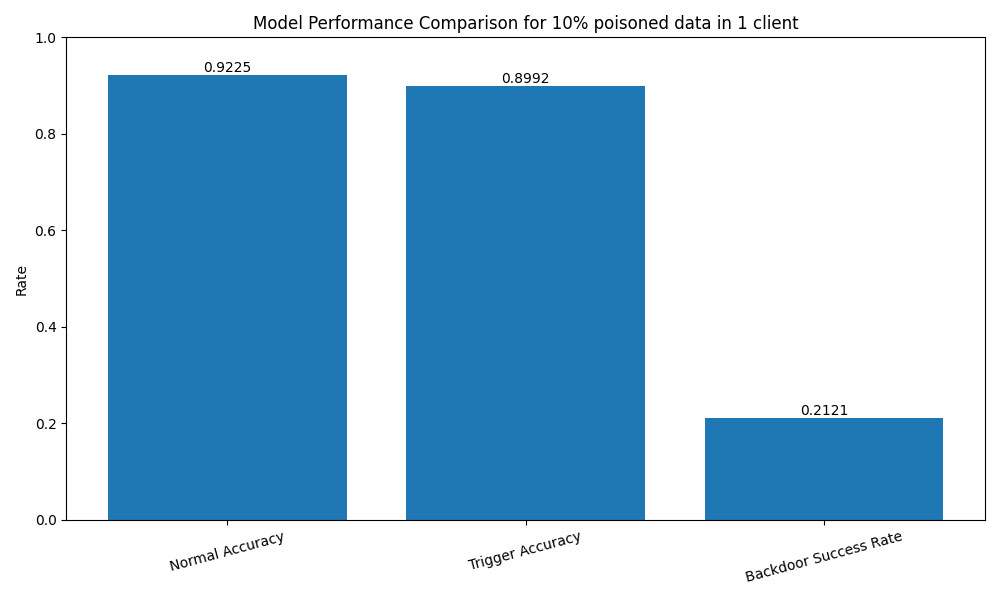 Model Performance Comparison for 10% poisoned data in 1 client
1.0
0.9225
0.8992
0.8
0.6
Rate
0.4
0.2121
0.2
0.0
Normal Accuracy
Trigger Accuracy
Backdoor Success Rate